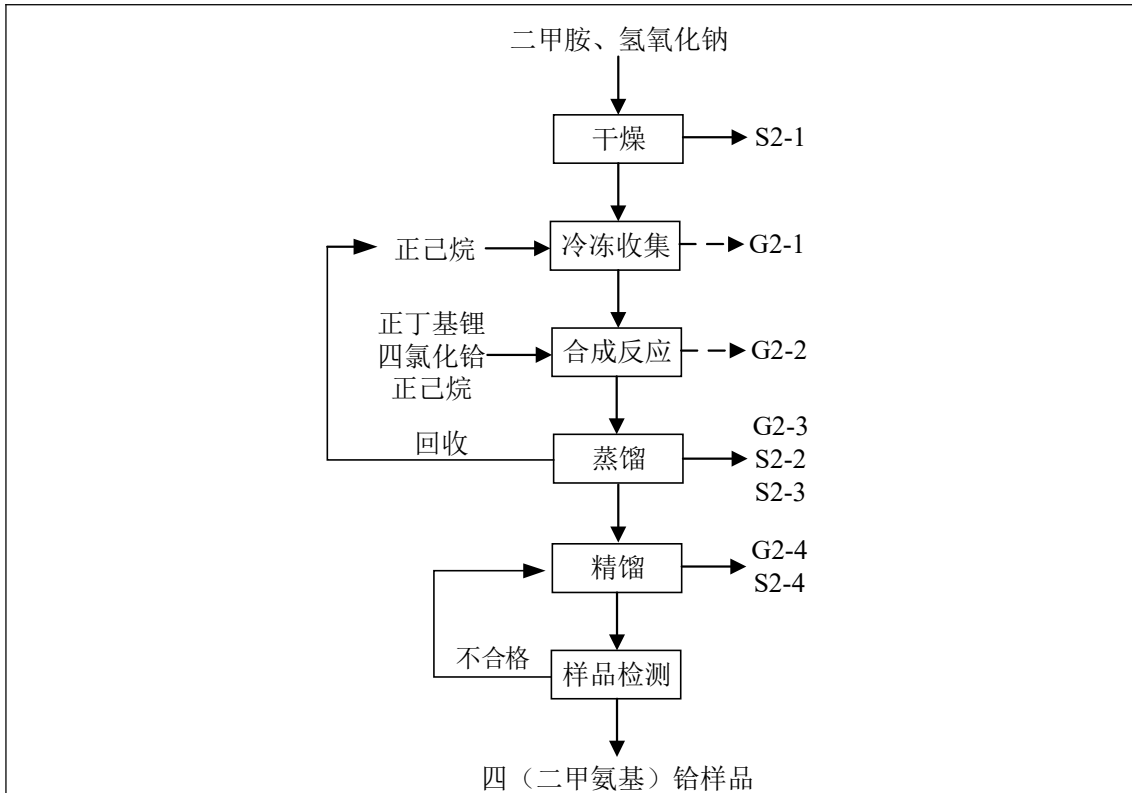 二甲胺、氢氧化钠
干燥
S2-1
正己烷
冷冻收集
G2-1
正丁基锂
四氯化铪
正己烷
合成反应
G2-2
回收
蒸馏
G2-3
S2-2
S2-3
精馏
G2-4
S2-4
不合格
样品检测
四（二甲氨基）铪样品